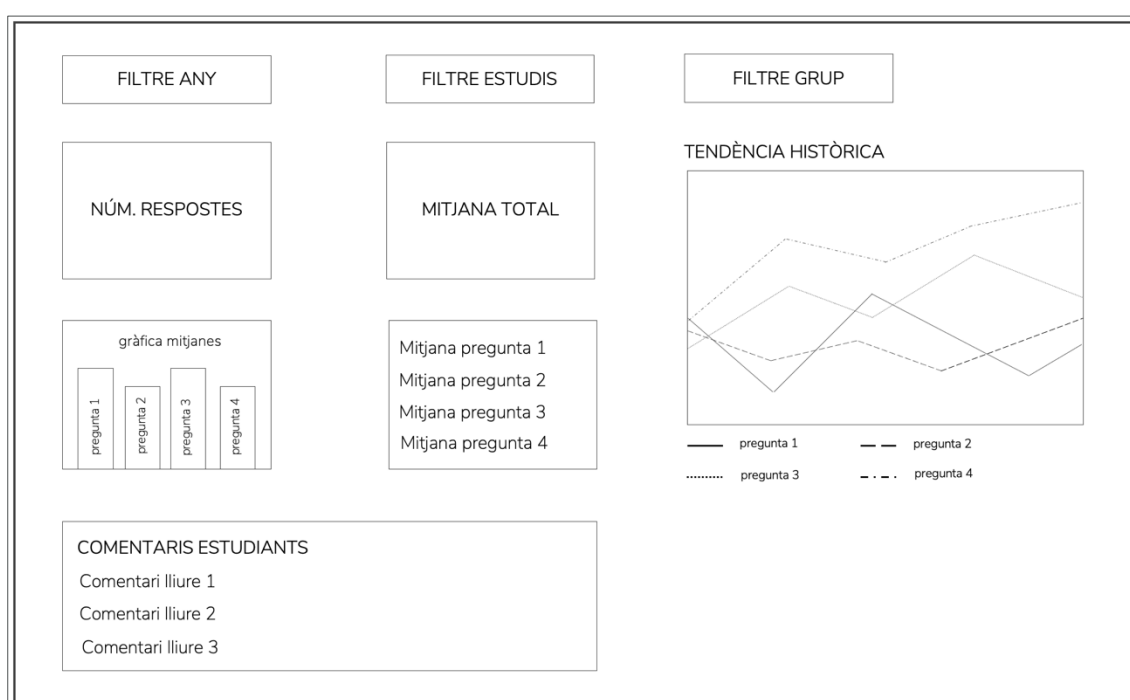 FILTRE ANY
FILTRE ESTUDIS
FILTRE GRUP
NÚM. RESPOSTES
MITJANA TOTAL
TENDÈNCIA HISTÒRICA
gràfica mitjanes
pregunta 1
pregunta 2
pregunta 3
pregunta 4
Mitjana pregunta 1
Mitjana pregunta 2
Mitjana pregunta 3
Mitjana pregunta 4
pregunta 1
pregunta 2
pregunta 3
pregunta 4
COMENTARIS ESTUDIANTS
Comentari lliure 1
Comentari lliure 2
Comentari lliure 3